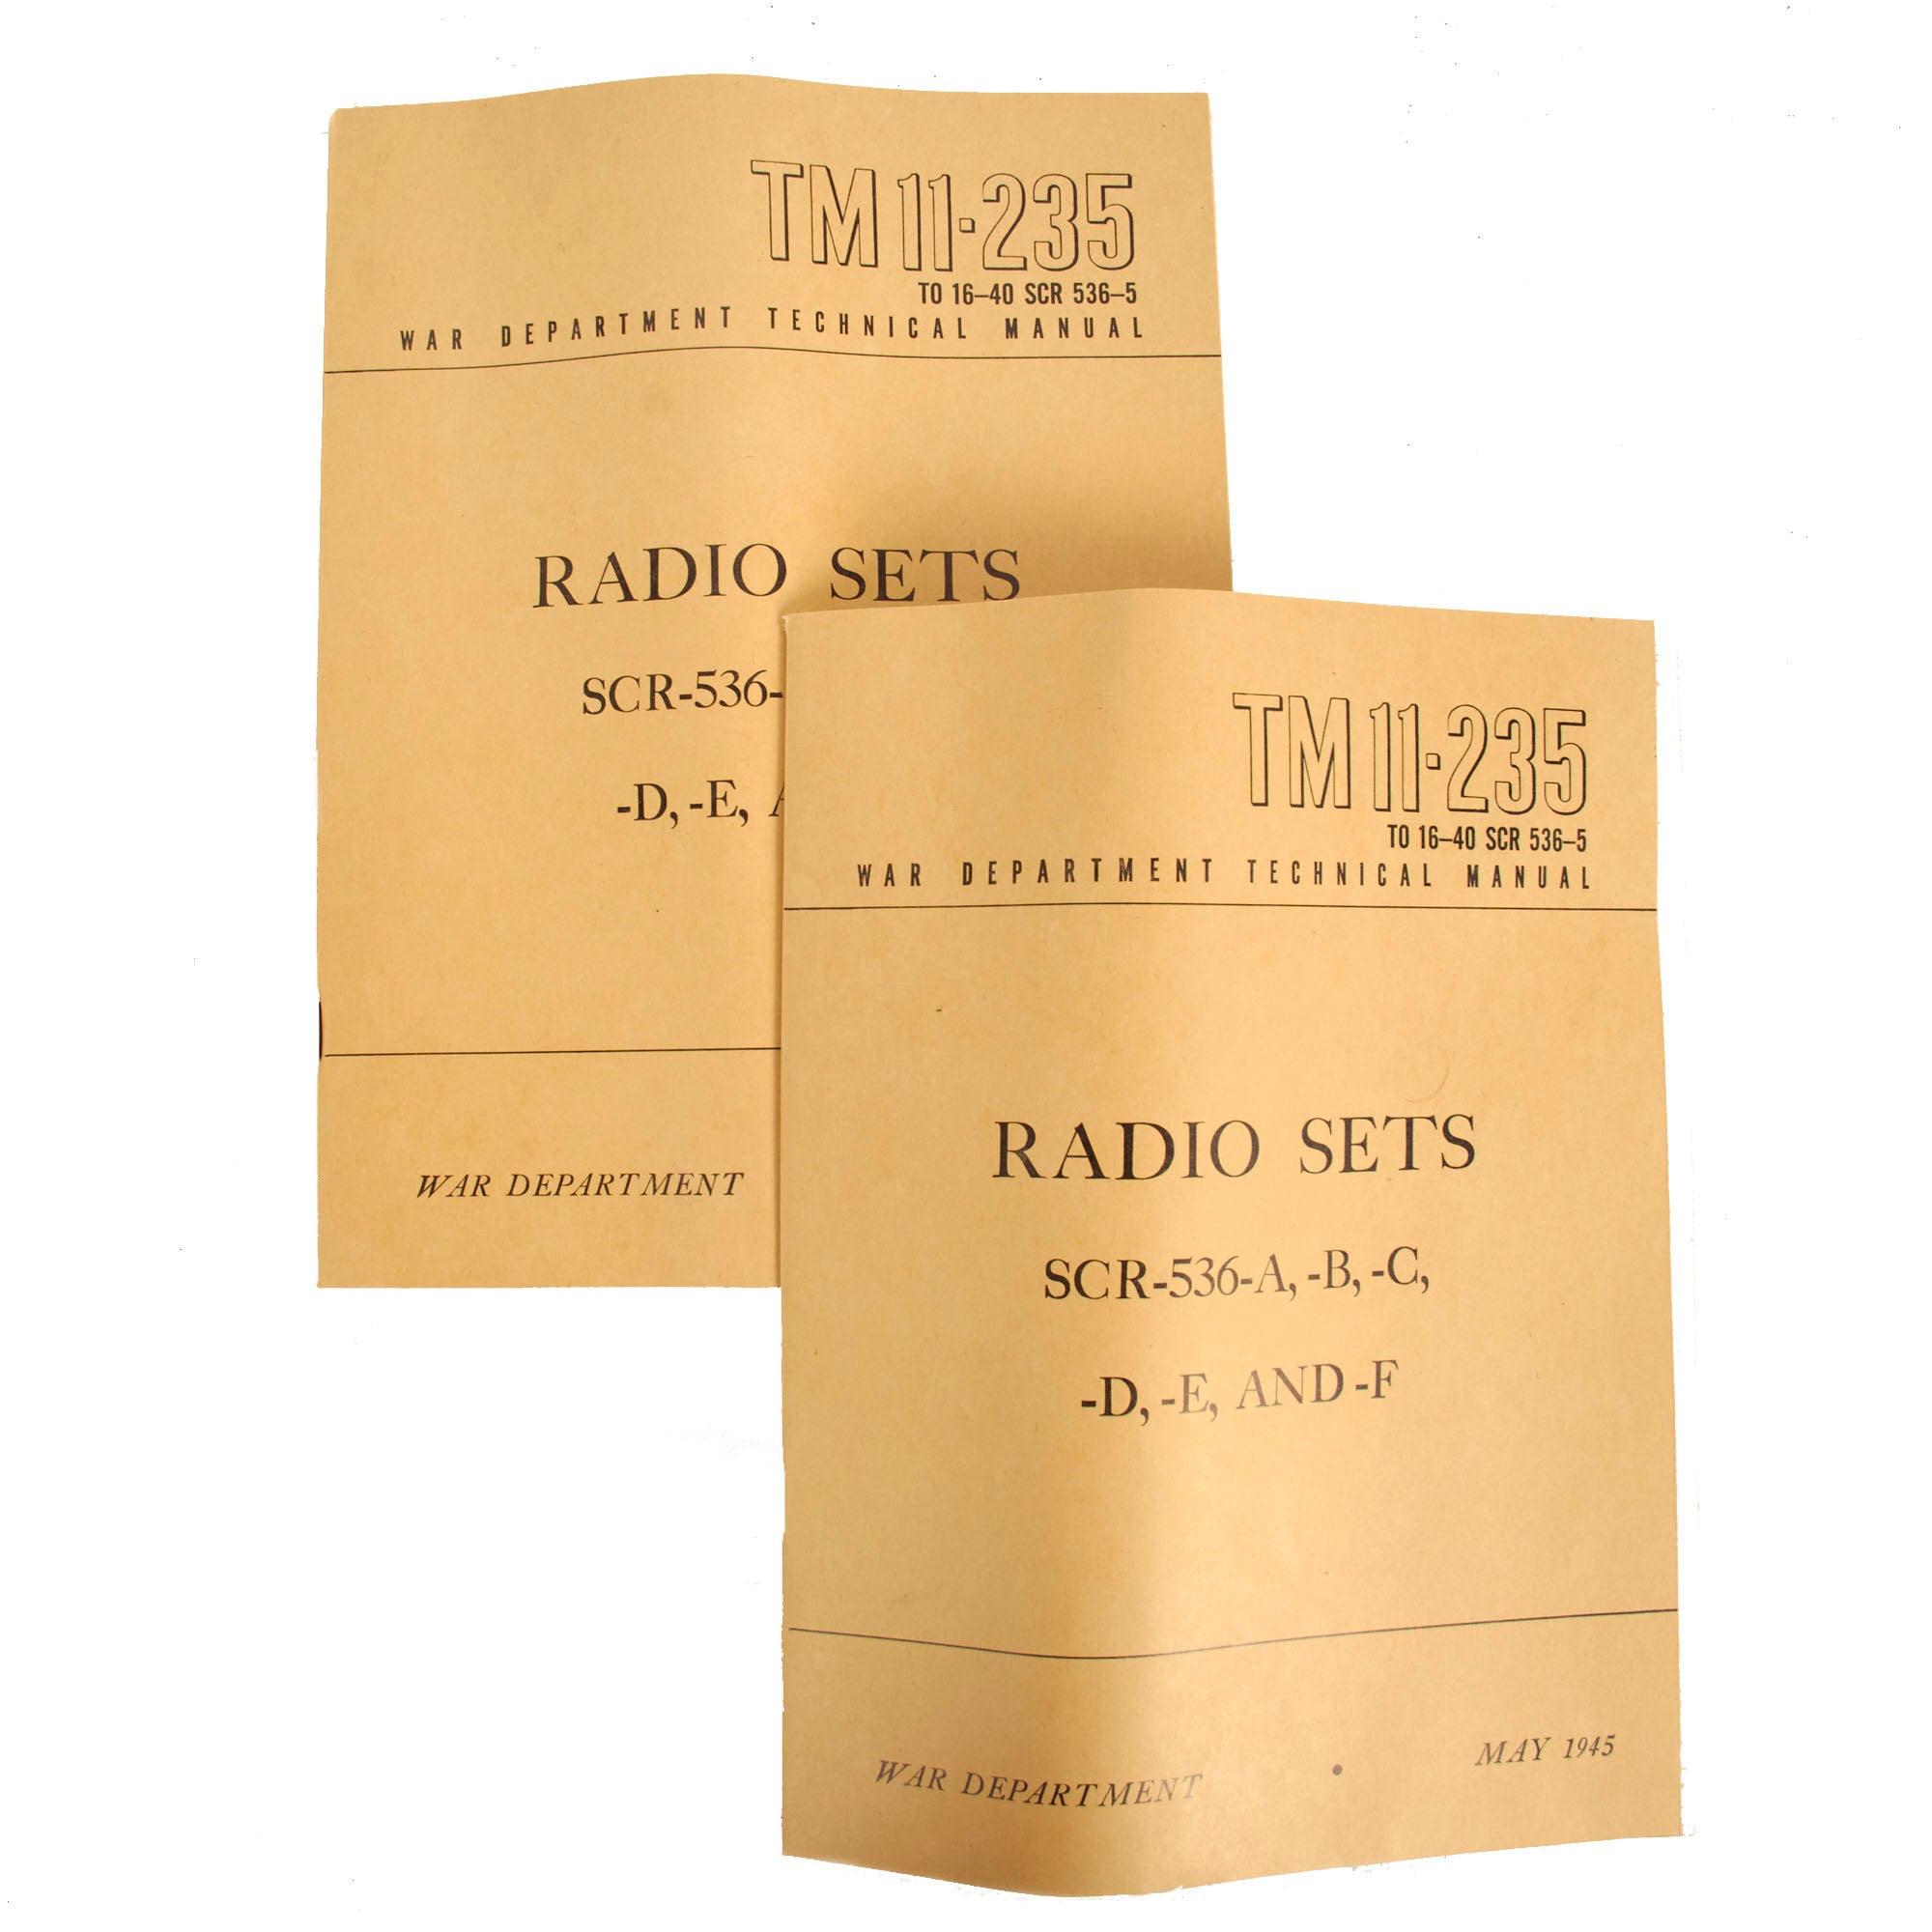 TM 11-235
TO 16–40 SCR 536–5
WAR DEPARTMENT TECHNICAL MANUAL
RADIO SETS
SCR-536-
-D, -E,
WAR DEPARTMENT
TM 11-235
TO 16–40 SCR 536–5
WAR DEPARTMENT TECHNICAL MANUAL
RADIO SETS
SCR-536-A, -B, -C,
-D, -E, AND -F
WAR DEPARTMENT • MAY 1945